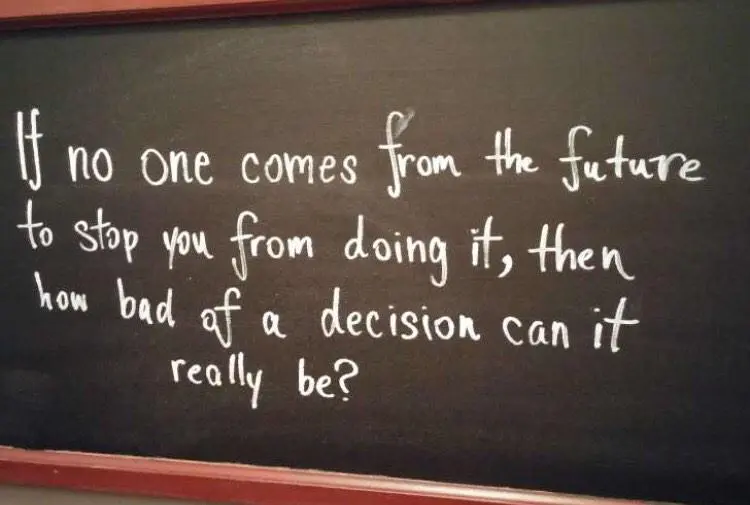 If no one comes from the future
to stop you from doing it, then
how bad of a decision can it
really be?